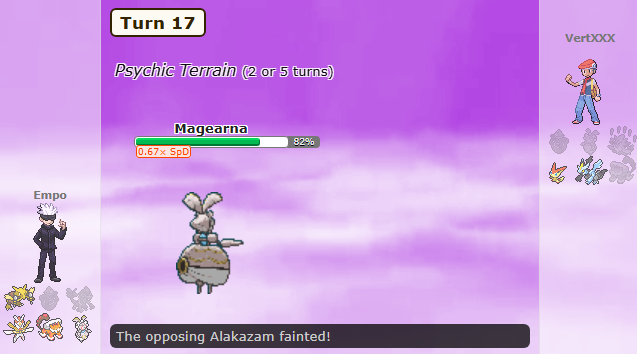 Turn 17
VertXXX
Psychic Terrain (2 or 5 turns)
Magearna
82%
0.67× SpD
Empo
The opposing Alakazam fainted!